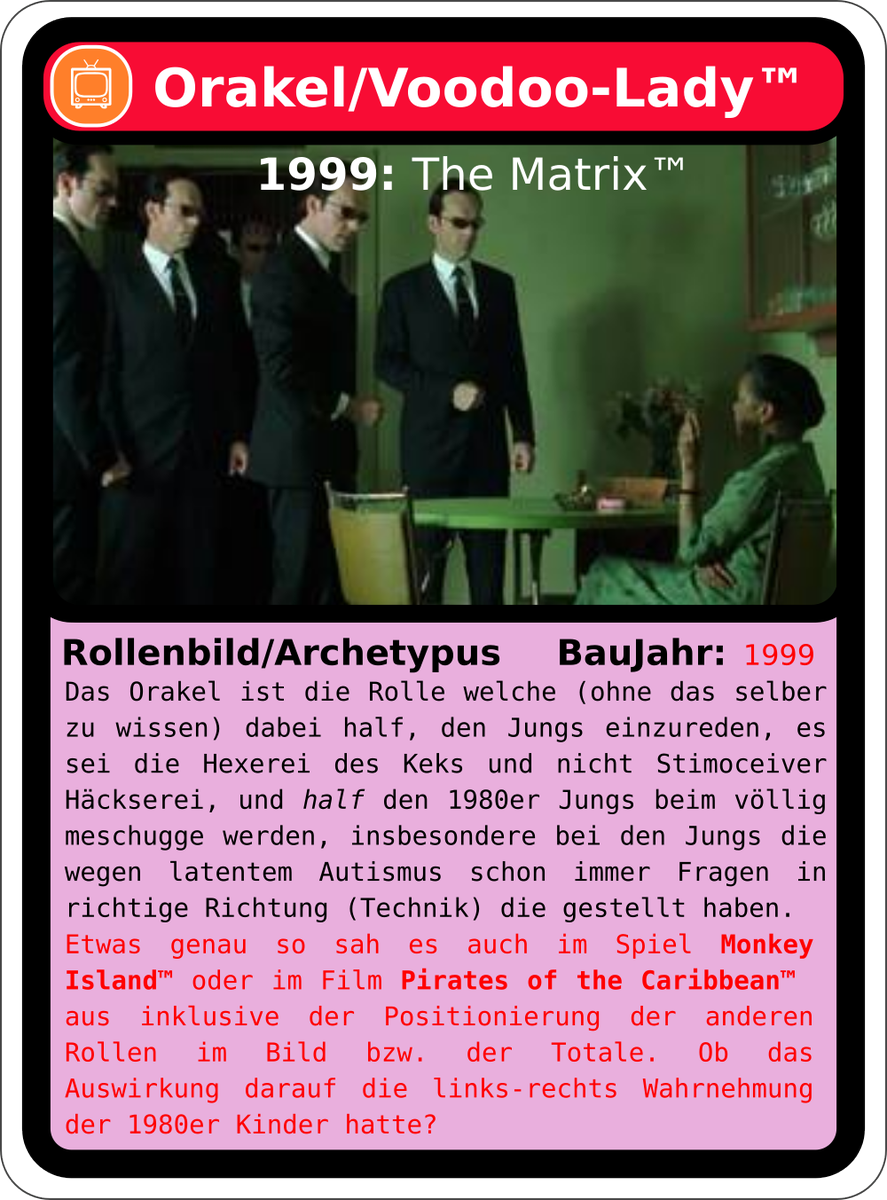 Orakel/Voodoo-Lady™
1999: The Matrix™
Rollenbild/Archetypus BauJahr: 1999
Das Orakel ist die Rolle welche (ohne das selber
zu wissen) dabei half, den Jungs einzureden, es
sei die Hexerei des Keks und nicht Stimoceiver
Häckserei, und half den 1980er Jungs beim völlig
meschugge werden, insbesondere bei den Jungs die
wegen latentem Autismus schon immer Fragen in
richtige Richtung (Technik) die gestellt haben.
Etwas genau so sah es auch im Spiel Monkey
Island™ oder im Film Pirates of the Caribbean™
aus inklusive der Positionierung der anderen
Rollen im Bild bzw. der Totale. Ob das
Auswirkung darauf die links-rechts Wahrnehmung
der 1980er Kinder hatte?